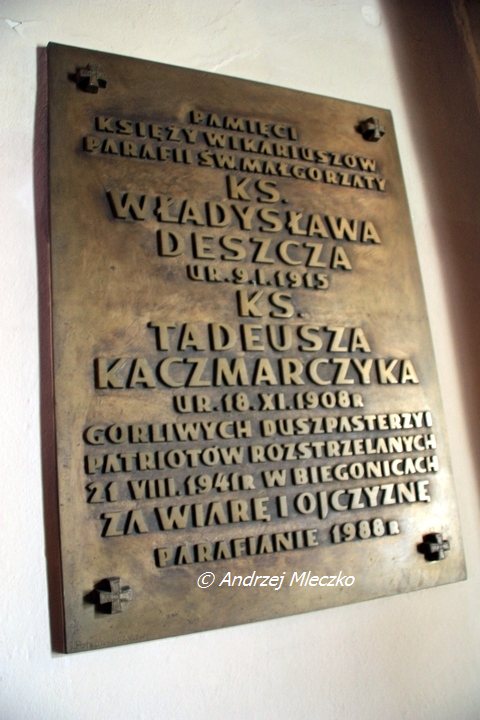 PAMIĘCI
KSIĘŻY WIKARIUSZÓW
PARAFII ŚW. MAŁGORZATY
KS.
WŁADYSŁAWA
DESZCZA
UR. 9. I. 1915
KS.
TADEUSZA
KACZMARCZYKA
UR. 18. XI. 1908 R
GORLIWYCH DUSZPASTERZY I
PATRIOTÓW ROZSTRZELANYCH
21 VIII. 1941 R W BIEGONICACH
ZA WIARĘ I OJCZYZNĘ
PARAFIANIE 1988 R
© Andrzej Mleczko